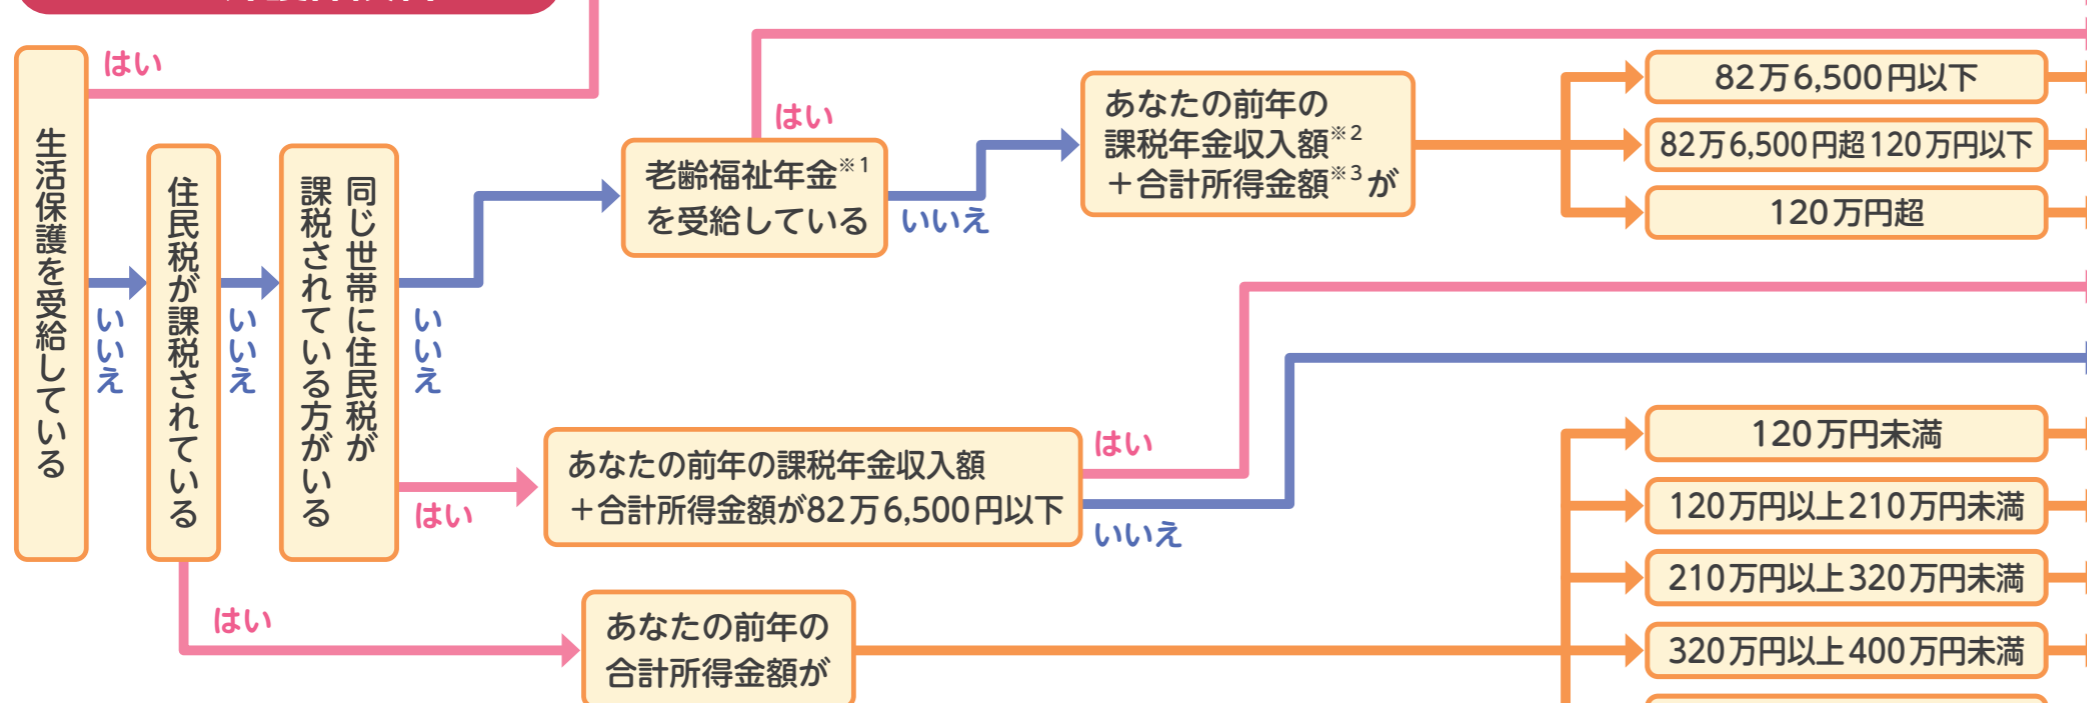 生活保護を受給している
はい
いいえ
住民税が課税されている
いいえ
はい
同じ世帯に住民税が
課税されている方がいる
いいえ
はい
老齢福祉年金※1
を受給している
はい
いいえ
あなたの前年の
課税年金収入額※2
＋合計所得金額※3が
82万6,500円以下
82万6,500円超120万円以下
120万円超
あなたの前年の課税年金収入額
＋合計所得金額が82万6,500円以下
はい
いいえ
あなたの前年の
合計所得金額が
120万円未満
120万円以上210万円未満
210万円以上320万円未満
320万円以上400万円未満